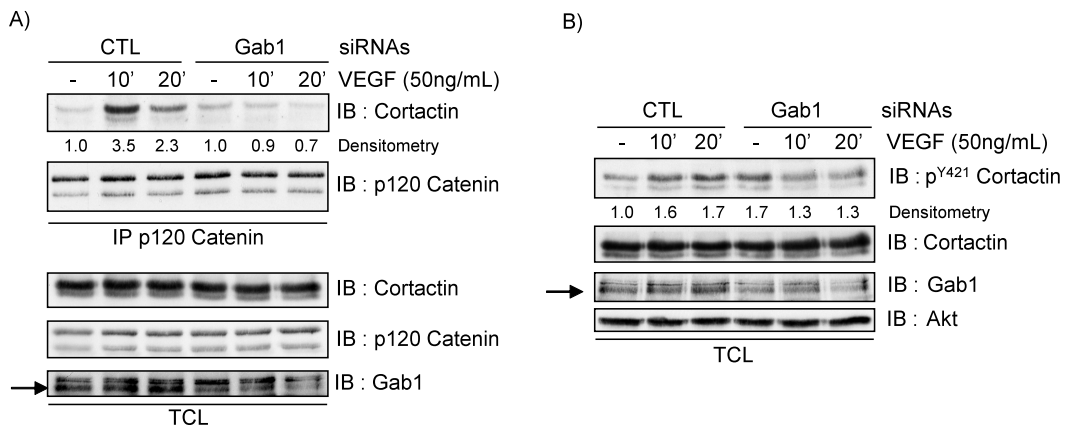 A)
CTL Gab1 siRNAs
- 10’ 20’ - 10’ 20’ VEGF (50ng/mL)
IB : Cortactin
1.0 3.5 2.3 1.0 0.9 0.7 Densitometry
IB : p120 Catenin
IP p120 Catenin
IB : Cortactin
IB : p120 Catenin
IB : Gab1
TCL
B)
CTL Gab1 siRNAs
- 10’ 20’ - 10’ 20’ VEGF (50ng/mL)
IB : pY421 Cortactin
1.0 1.6 1.7 1.7 1.3 1.3 Densitometry
IB : Cortactin
IB : Gab1
IB : Akt
TCL